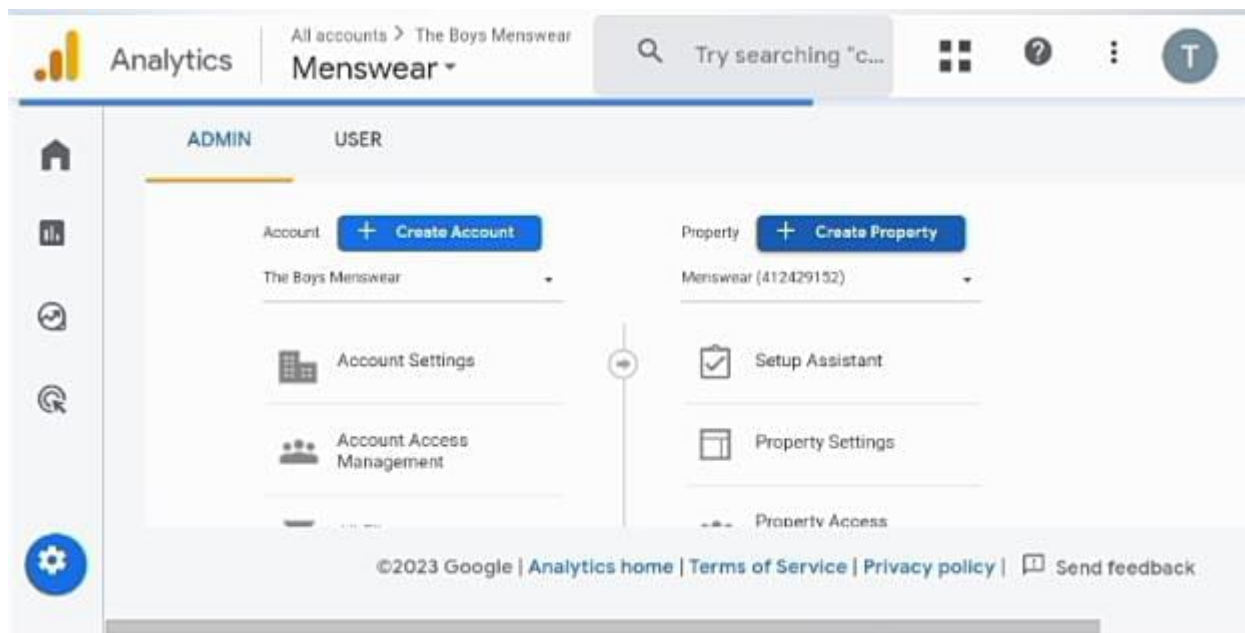 All accounts > The Boys Menswear
Analytics
Menswear
Try searching "c...
T
ADMIN
USER
Account
+ Create Account
The Boys Menswear
Account Settings
Account Access
Management
Property
+ Create Property
Menswear (412429152)
Setup Assistant
Property Settings
Property Access
©2023 Google | Analytics home | Terms of Service | Privacy policy | Send feedback